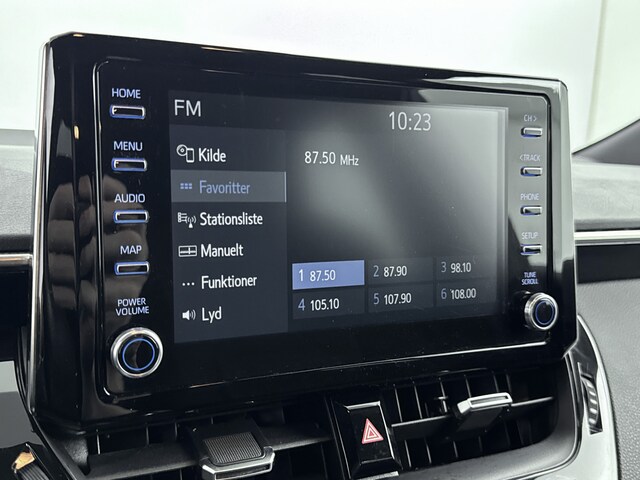 HOME
MENU
AUDIO
MAP
POWER
VOLUME
FM
10:23
Kilde
Favoritter
Stationsliste
Manuelt
Funktioner
Lyd
87.50 MHz
1 87.50
2 87.90
3 98.10
4 105.10
5 107.90
6 108.00
CH>
<TRACK
PHONE
SETUP
TUNE
SCROLL